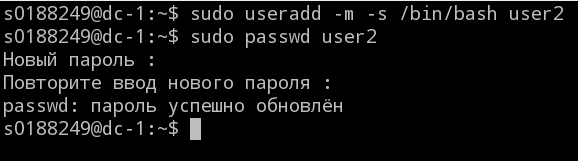 s0188249@dc-1:~$ sudo useradd -m -s /bin/bash user2
s0188249@dc-1:~$ sudo passwd user2
Новый пароль :
Повторите ввод нового пароля :
passwd: пароль успешно обновлён
s0188249@dc-1:~$